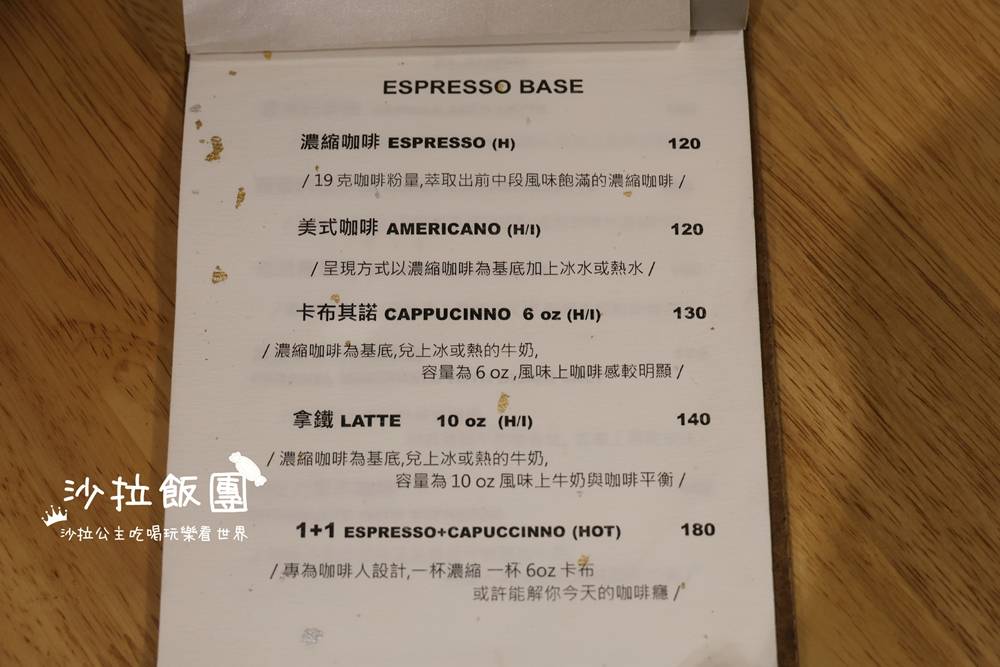 ESPRESSO BASE
濃縮咖啡 ESPRESSO (H) 120
/ 19 克咖啡粉量,萃取出前中段風味飽滿的濃縮咖啡 /
美式咖啡 AMERICANO (H/I) 120
/ 呈現方式以濃縮咖啡為基底加上冰水或熱水 /
卡布其諾 CAPPUCINNO 6 oz (H/I) 130
/ 濃縮咖啡為基底,兌上冰或熱的牛奶,
容量為 6 oz ,風味上咖啡感較明顯 /
拿鐵 LATTE 10 oz (H/I) 140
/ 濃縮咖啡為基底,兌上冰或熱的牛奶,
容量為 10 oz 風味上牛奶與咖啡平衡 /
沙拉飯團
沙拉公主吃喝玩樂看世界
1+1 ESPRESSO+CAPUCCINNO (HOT) 180
/ 專為咖啡人設計,一杯濃縮 一杯 6oz 卡布
或許能解你今天的咖啡癮 /